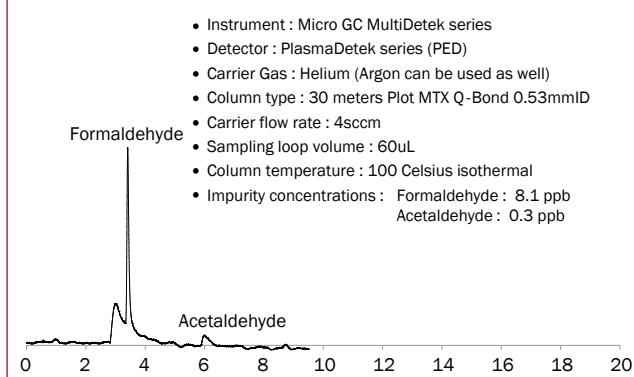 • Instrument : Micro GC MultiDetek series
• Detector : PlasmaDetek series (PED)
• Carrier Gas : Helium (Argon can be used as well)
• Column type : 30 meters Plot MTX Q-Bond 0.53mmID
• Carrier flow rate : 4sccm
• Sampling loop volume : 60uL
• Column temperature : 100 Celsius isothermal
• Impurity concentrations : Formaldehyde : 8.1 ppb
Acetaldehyde : 0.3 ppb
Formaldehyde
Acetaldehyde
0 2 4 6 8 10 12 14 16 18 20